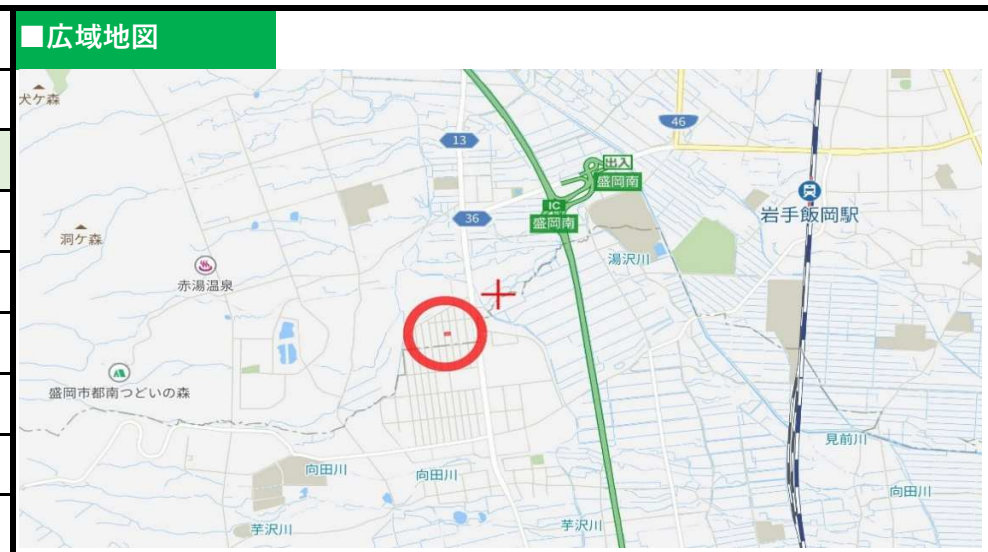 ■広域地図
犬ケ森
13
46
出入
盛岡南
36
IC
盛岡南
岩手飯岡駅
洞ケ森
湯沢川
赤湯温泉
盛岡市都南つどいの森
見前川
向田川
向田川
向田川
芋沢川
芋沢川